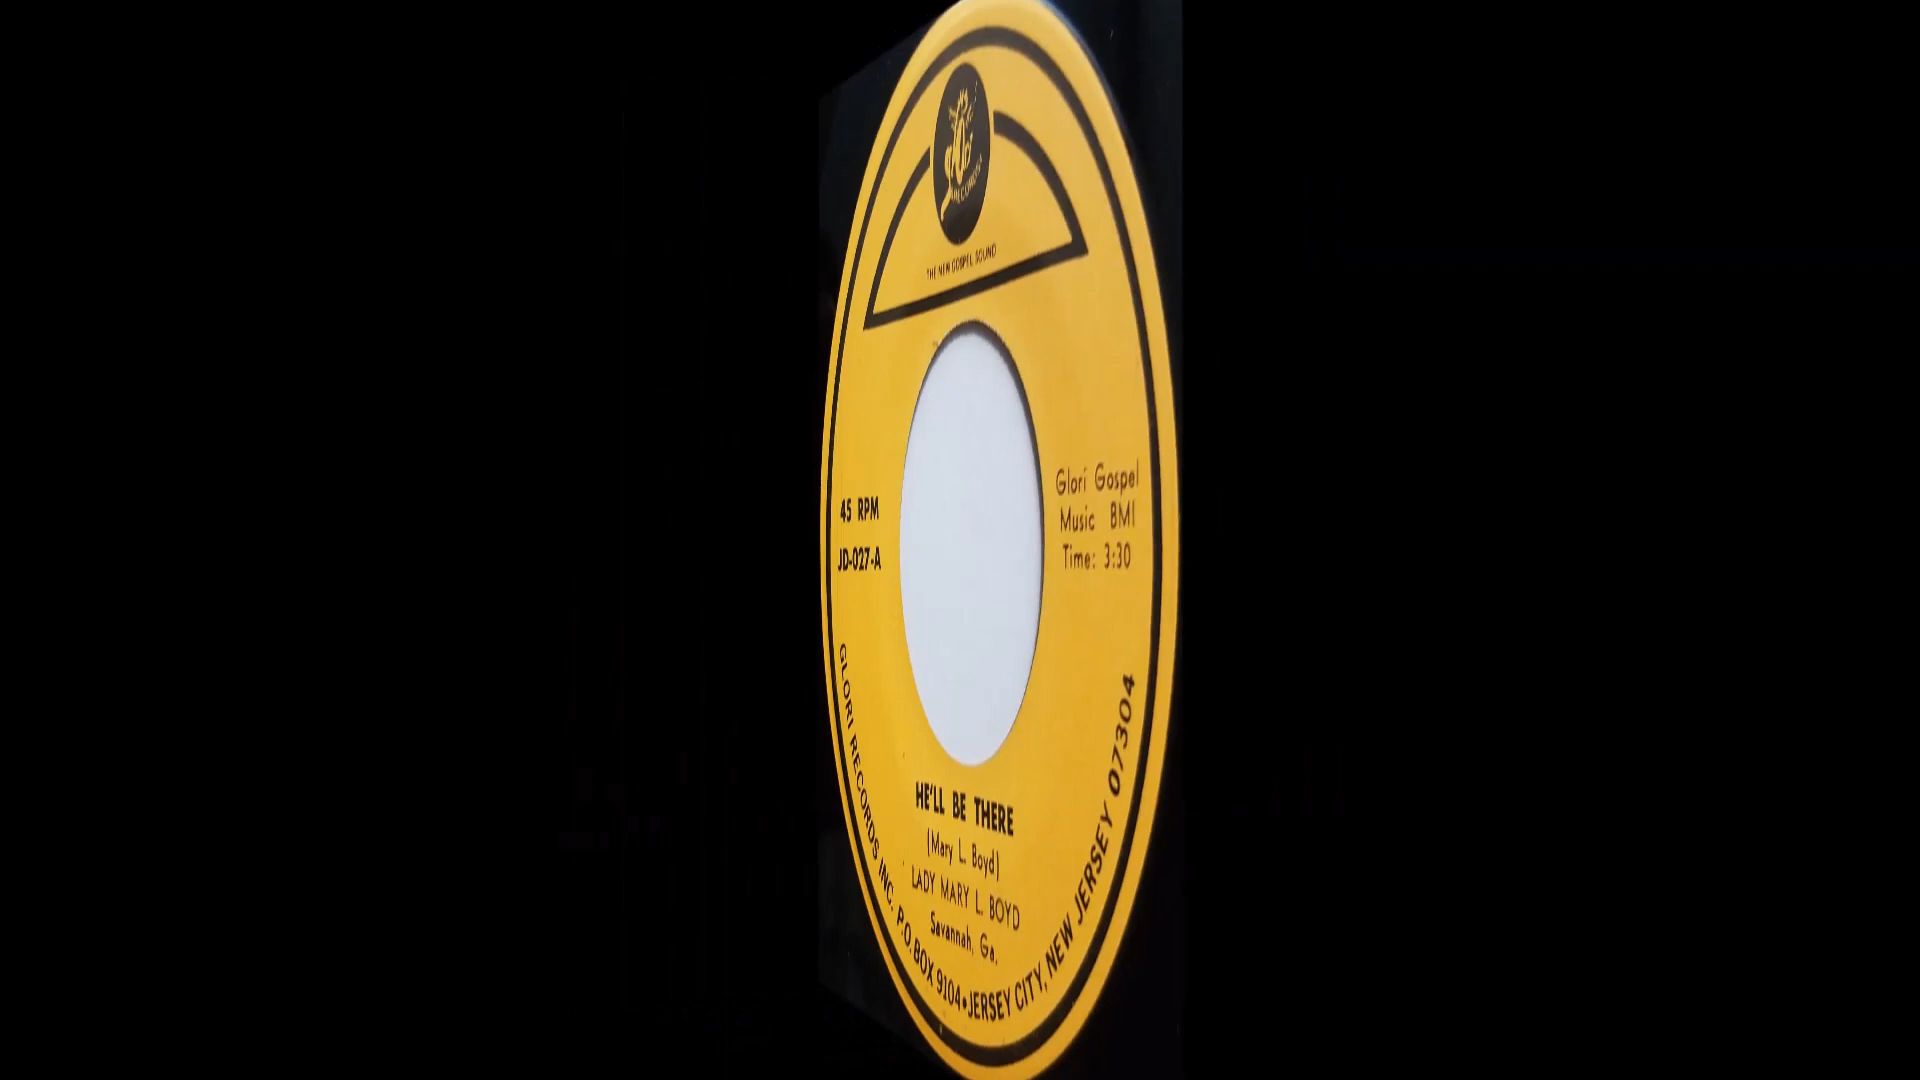 RECORDS
THE NEW GOSPEL SOUND
45 RPM
JD-027-A
Glori Gospel
Music BMI
Time: 3:30
HE'LL BE THERE
(Mary L. Boyd)
LADY MARY L. BOYD
Savannah, Ga.
GLORI RECORDS INC. P.O. BOX 9104•JERSEY CITY, NEW JERSEY 07304